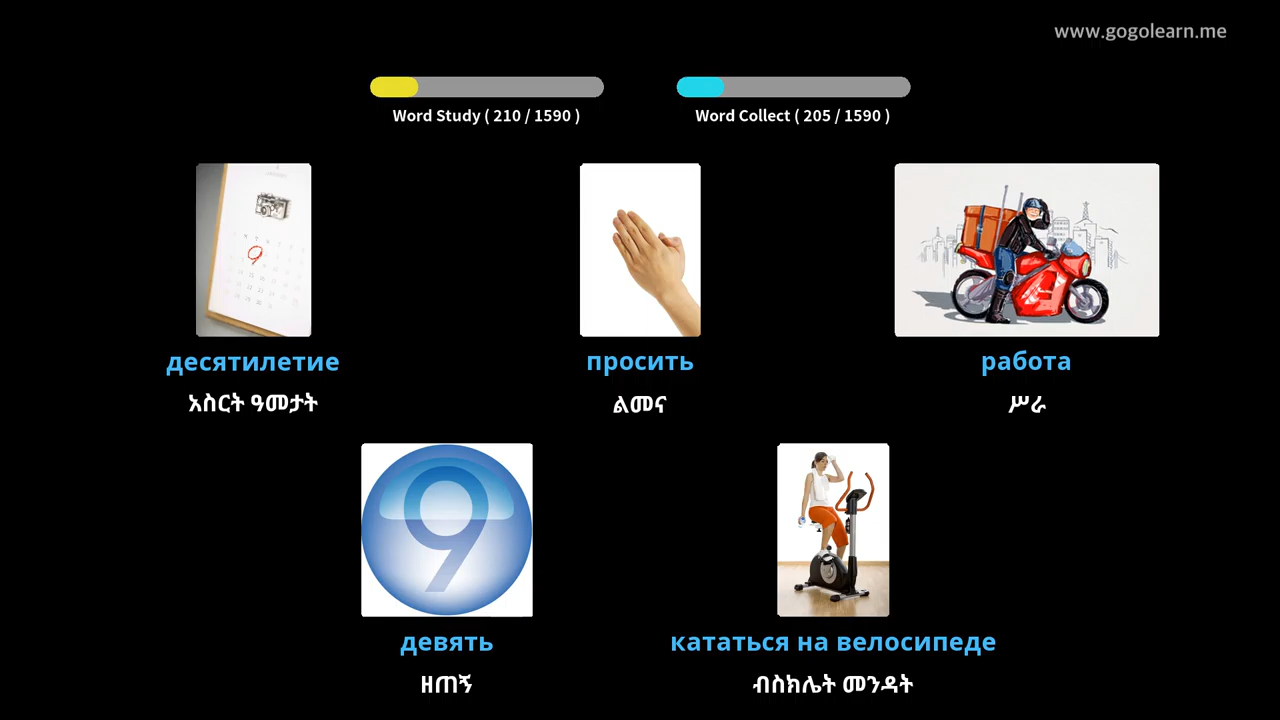 www.gogolearn.me
Word Study ( 210 / 1590 )
Word Collect ( 205 / 1590 )
десятилетие
አስርት ዓመታት
просить
ልመና
работа
ሥራ
9
девять
ዘጠኝ
кататься на велосипеде
ብስክሌት መንዳት